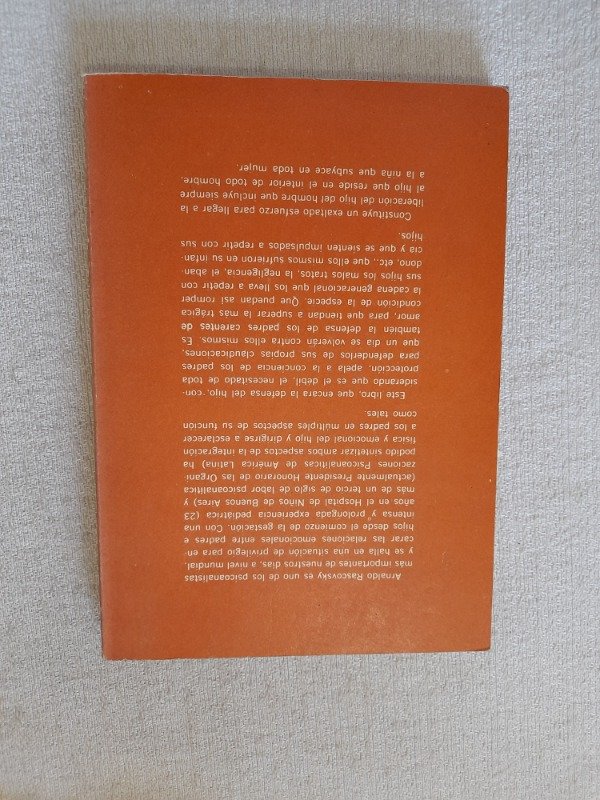 Arnaldo Rascovsky es uno de los psicoanalistas
más importantes de nuestros días, a nivel mundial,
y se halla en una situación de privilegio para en-
carar las relaciones emocionales entre padres e
hijos desde el comienzo de la gestación. Con una
intensa y prolongada experiencia pediátrica (23
años en el Hospital de Niños de Buenos Aires) y
más de un tercio de siglo de labor psicoanalítica
(actualmente Presidente Honorario de las Organi-
zaciones Psicoanalíticas de América Latina) ha
podido sintetizar ambos aspectos de la integración
física y emocional del hijo y dirigirse a esclarecer
a los padres en múltiples aspectos de su función
como tales.
Este libro, que encara la defensa del hijo, con-
siderando que es el débil, el necesitado de toda
protección, apela a la conciencia de los padres
para defenderlos de sus propias claudicaciones,
que un día se volverán contra ellos mismos. Es
también la defensa de los padres carentes de
amor, para que tiendan a superar la más trágica
condición de la especie. Que puedan así romper
la cadena generacional que los lleva a repetir con
sus hijos los malos tratos, la negligencia, el aban-
dono, etc., que ellos mismos sufrieron en su infan-
cia y que se sienten impulsados a repetir con sus
hijos.
Constituye un exaltado esfuerzo para llegar a la
liberación del hijo del hombre que incluye siempre
al hijo que reside en el interior de todo hombre,
a la niña que subyace en toda mujer.